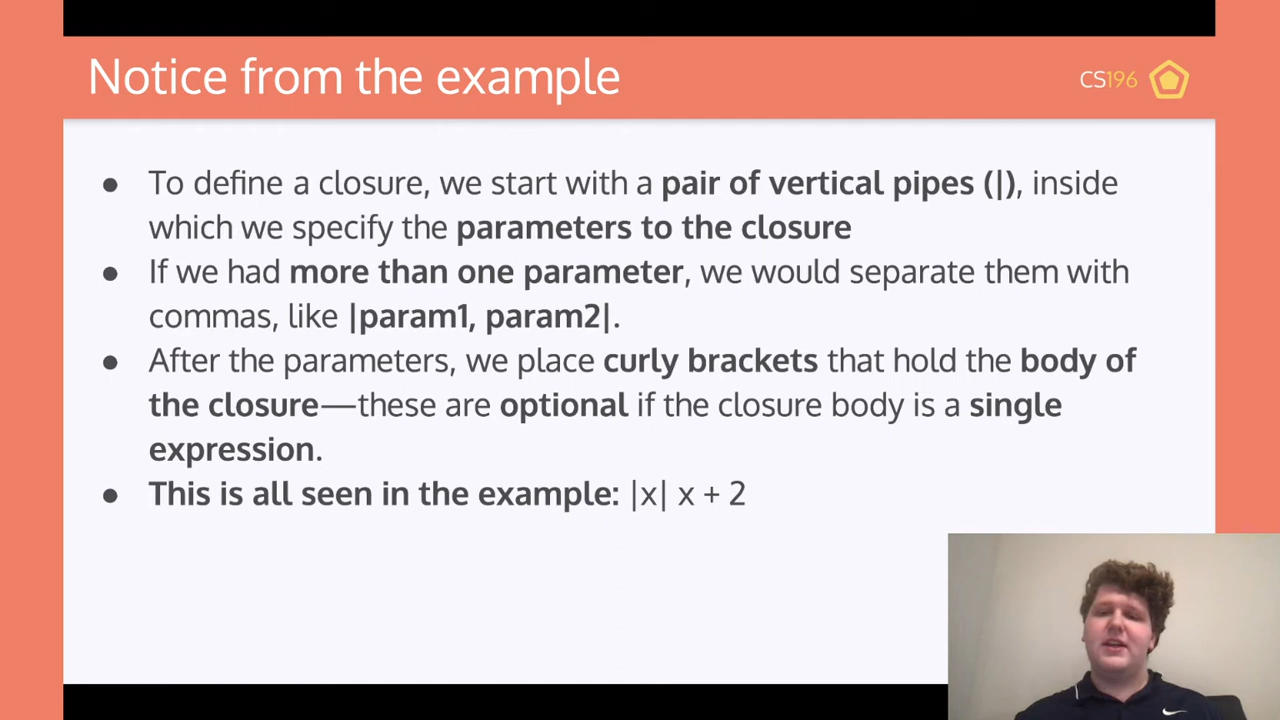 Notice from the example
CS196
● To define a closure, we start with a pair of vertical pipes (|), inside
which we specify the parameters to the closure
● If we had more than one parameter, we would separate them with
commas, like |param1, param2|.
● After the parameters, we place curly brackets that hold the body of
the closure—these are optional if the closure body is a single
expression.
● This is all seen in the example: |x| x + 2